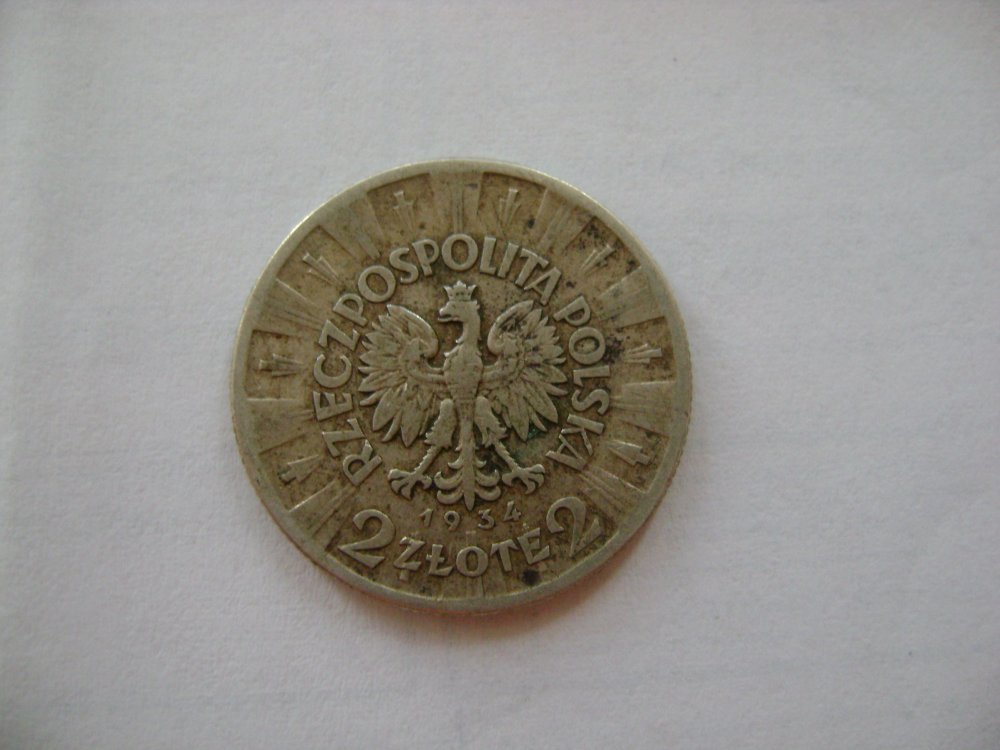 RZECZPOSPOLITA POLSKA
1934
2 ZŁOTE 2